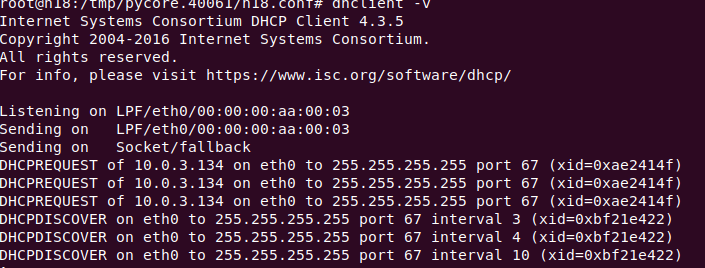 root@n18:/tmp/pycore.40061/n18.conf# dhclient -v
Internet Systems Consortium DHCP Client 4.3.5
Copyright 2004-2016 Internet Systems Consortium.
All rights reserved.
For info, please visit https://www.isc.org/software/dhcp/

Listening on LPF/eth0/00:00:00:aa:00:03
Sending on   LPF/eth0/00:00:00:aa:00:03
Sending on   Socket/fallback
DHCPREQUEST of 10.0.3.134 on eth0 to 255.255.255.255 port 67 (xid=0xae2414f)
DHCPREQUEST of 10.0.3.134 on eth0 to 255.255.255.255 port 67 (xid=0xae2414f)
DHCPREQUEST of 10.0.3.134 on eth0 to 255.255.255.255 port 67 (xid=0xae2414f)
DHCPDISCOVER on eth0 to 255.255.255.255 port 67 interval 3 (xid=0xbf21e422)
DHCPDISCOVER on eth0 to 255.255.255.255 port 67 interval 4 (xid=0xbf21e422)
DHCPDISCOVER on eth0 to 255.255.255.255 port 67 interval 10 (xid=0xbf21e422)